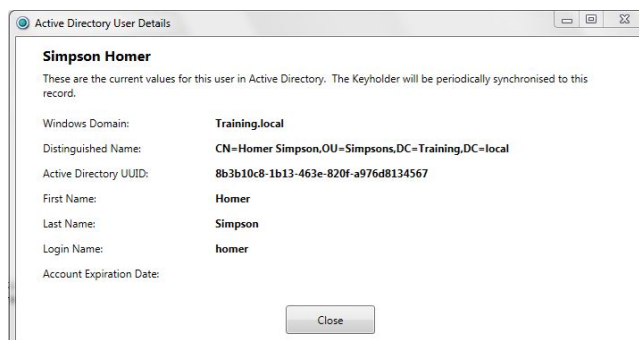 Active Directory User Details
Simpson Homer
These are the current values for this user in Active Directory. The Keyholder will be periodically synchronised to this
record.
Windows Domain: Training.local
Distinguished Name: CN=Homer Simpson,OU=Simpsons,DC=Training,DC=local
Active Directory UUID: 8b3b10c8-1b13-463e-820f-a976d8134567
First Name: Homer
Last Name: Simpson
Login Name: homer
Account Expiration Date:
Close